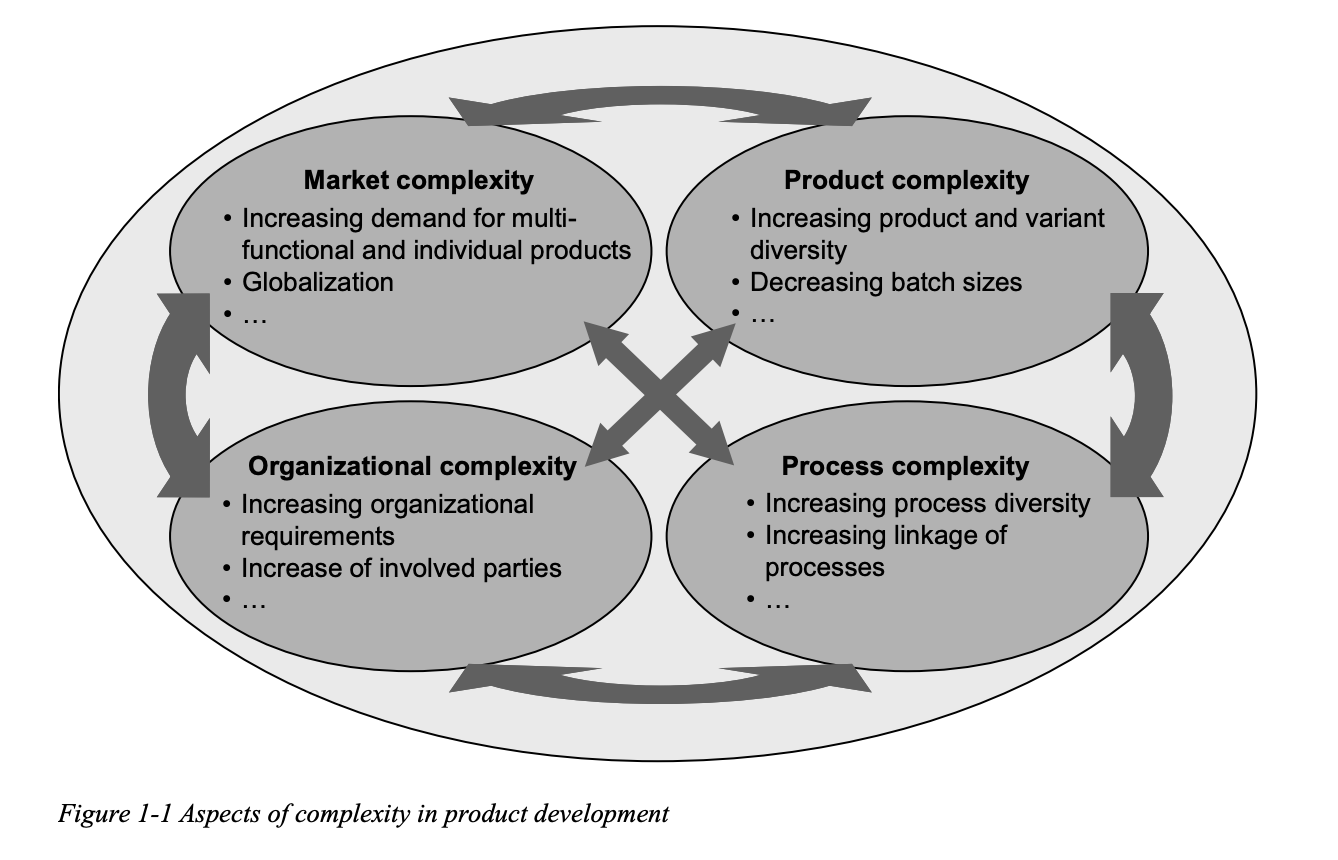 Market complexity
• Increasing demand for multi-
functional and individual products
• Globalization
• …
Product complexity
• Increasing product and variant
diversity
• Decreasing batch sizes
• …
Organizational complexity
• Increasing organizational
requirements
• Increase of involved parties
• …
Process complexity
• Increasing process diversity
• Increasing linkage of
processes
• …
Figure 1-1 Aspects of complexity in product development